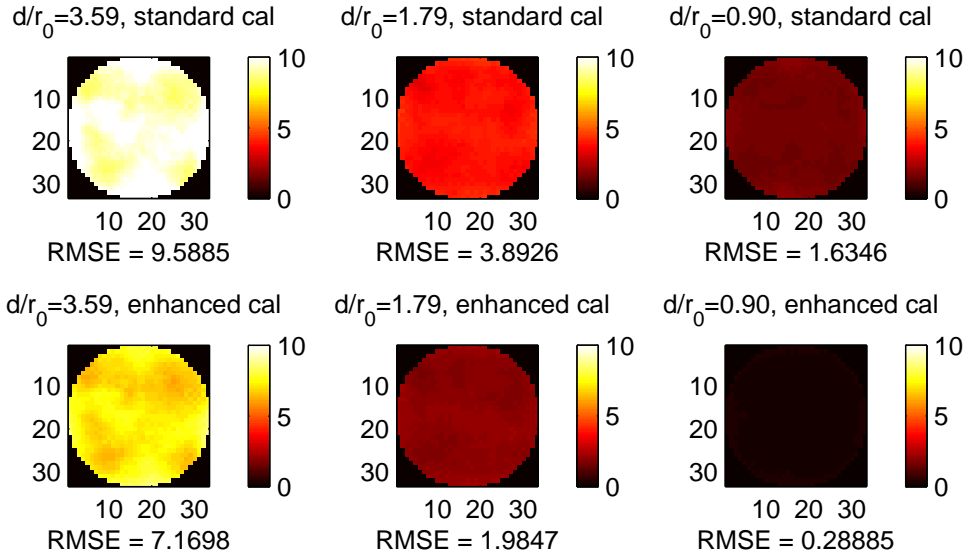 d/r0=3.59, standard cal
10
20
30
10 20 30
10
5
0
RMSE = 9.5885
d/r0=1.79, standard cal
10
20
30
10 20 30
10
5
0
RMSE = 3.8926
d/r0=0.90, standard cal
10
20
30
10 20 30
10
5
0
RMSE = 1.6346
d/r0=3.59, enhanced cal
10
20
30
10 20 30
10
5
0
RMSE = 7.1698
d/r0=1.79, enhanced cal
10
20
30
10 20 30
10
5
0
RMSE = 1.9847
d/r0=0.90, enhanced cal
10
20
30
10 20 30
10
5
0
RMSE = 0.28885